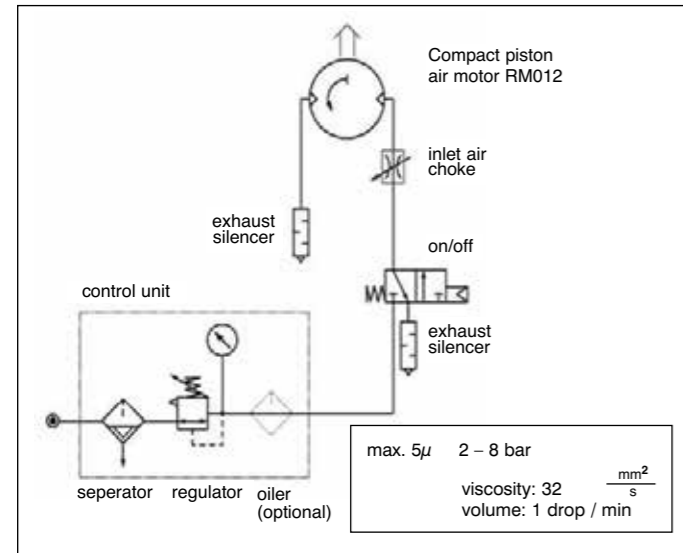 Compact piston
air motor RM012
inlet air
choke
exhaust
silencer
on/off
control unit
exhaust
silencer
seperator regulator oiler
(optional)
max. 5µ 2 – 8 bar
viscosity: 32 mm²/s
volume: 1 drop / min